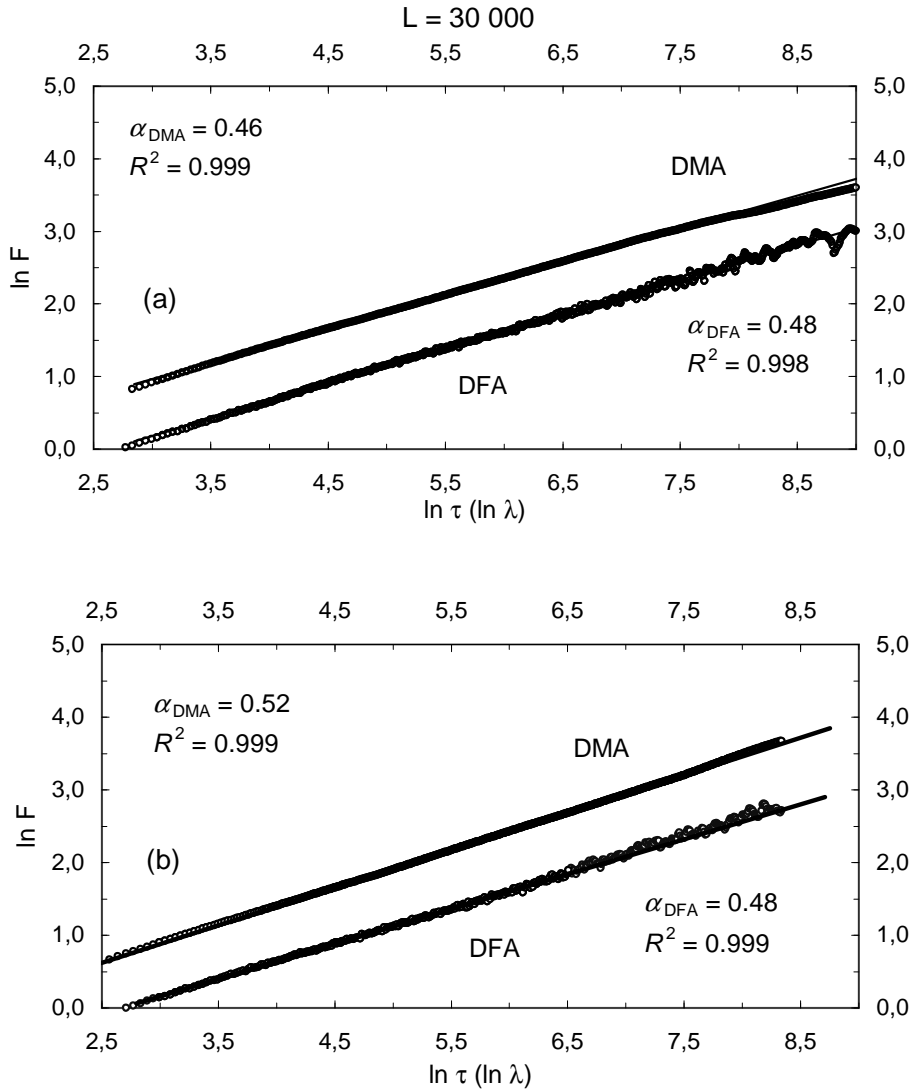 L = 30 000
2,5 3,5 4,5 5,5 6,5 7,5 8,5
5,0 5,0
α_DMA = 0.46
R² = 0.999
DMA
4,0 4,0
3,0 3,0
ln F
(a)
2,0 2,0
α_DFA = 0.48
R² = 0.998
1,0 1,0
DFA
0,0 0,0
2,5 3,5 4,5 5,5 6,5 7,5 8,5
ln τ (ln λ)
2,5 3,5 4,5 5,5 6,5 7,5 8,5
5,0 5,0
α_DMA = 0.52
R² = 0.999
4,0 4,0
DMA
3,0 3,0
ln F
(b)
2,0 2,0
α_DFA = 0.48
R² = 0.999
1,0 1,0
DFA
0,0 0,0
2,5 3,5 4,5 5,5 6,5 7,5 8,5
ln τ (ln λ)